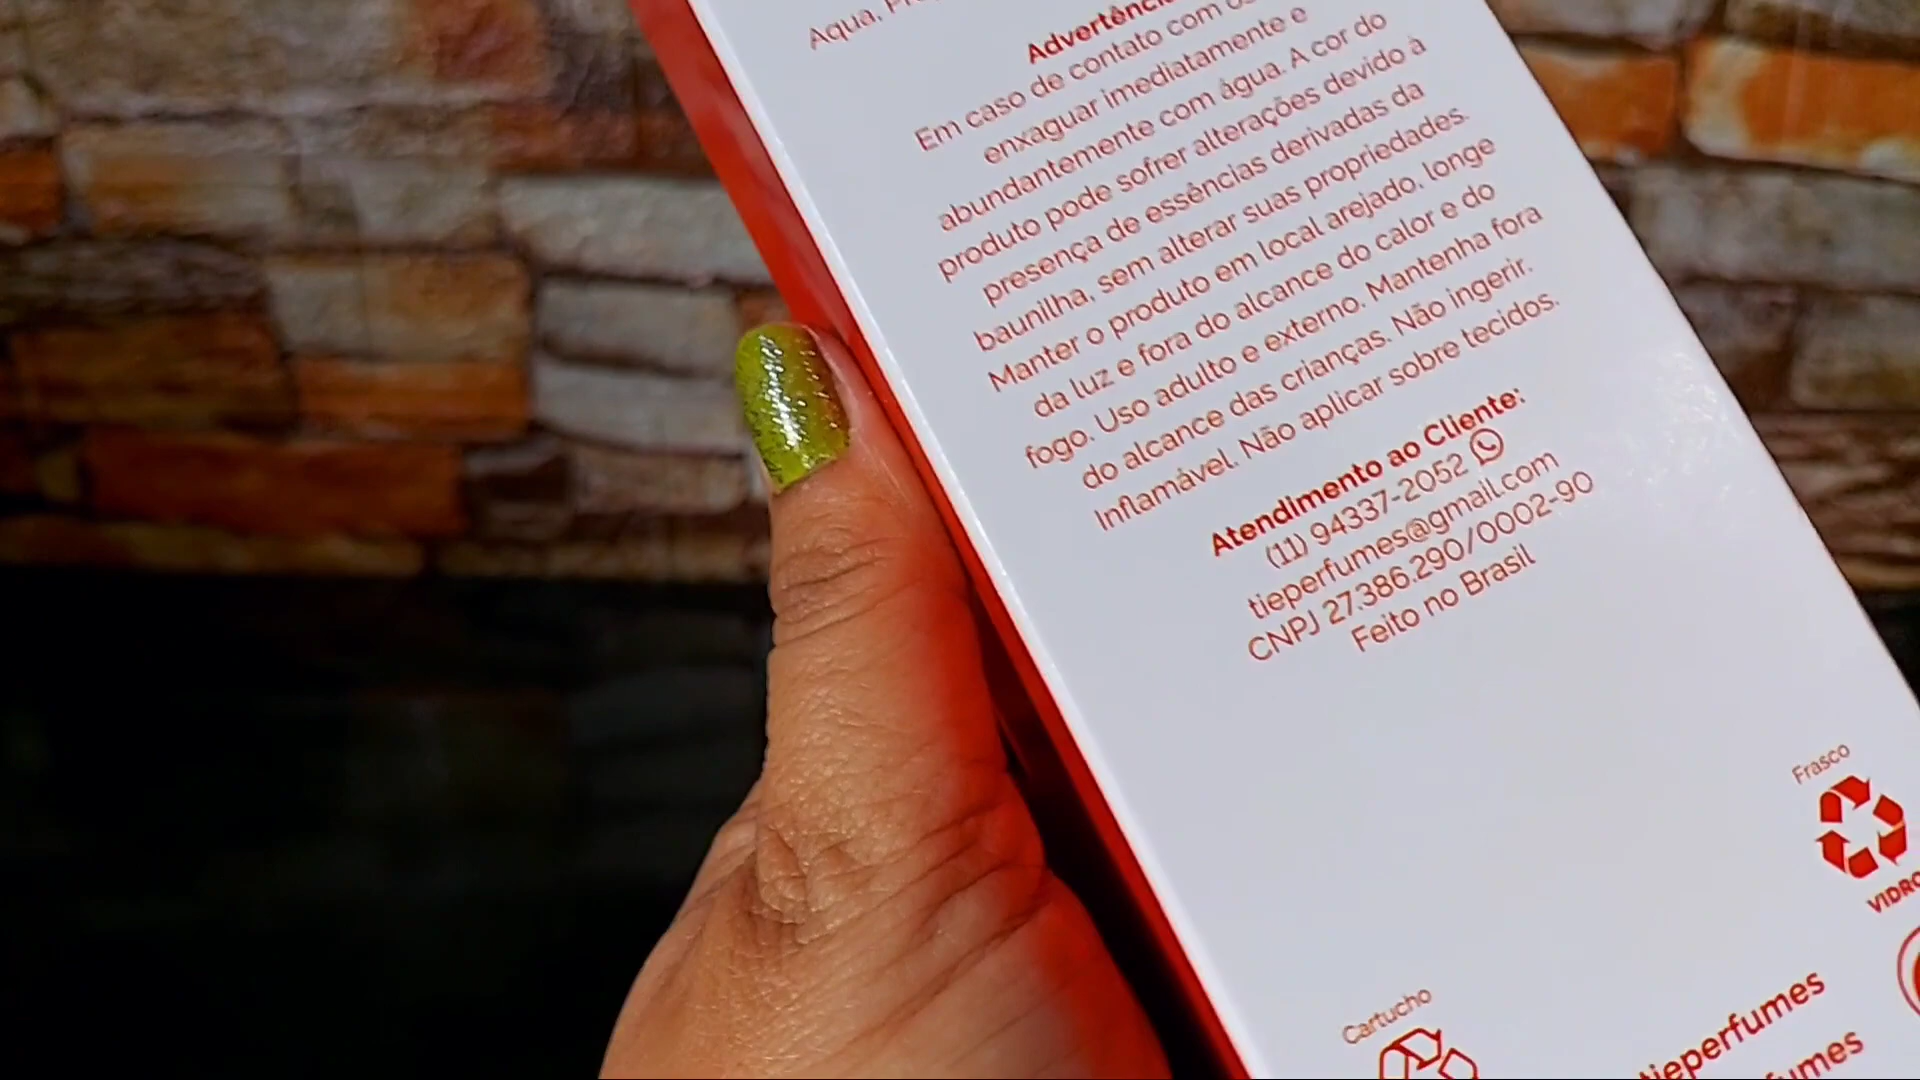 Aqua,
Advertência
Em caso de contato com os
enxaguar imediatamente e
abundantemente com água. A cor do
produto pode sofrer alterações devido à
presença de essências derivadas da
baunilha, sem alterar suas propriedades.
Manter o produto em local arejado, longe
da luz e fora do alcance do calor e do
fogo. Uso adulto e externo. Mantenha fora
do alcance das crianças. Não ingerir.
Inflamável. Não aplicar sobre tecidos.
Atendimento ao Cliente:
(11) 94337-2052
tieperfumes@gmail.com
CNPJ 27.386.290/0002-90
Feito no Brasil
Frasco
VIDRO
Cartucho
tieperfumes
fumes